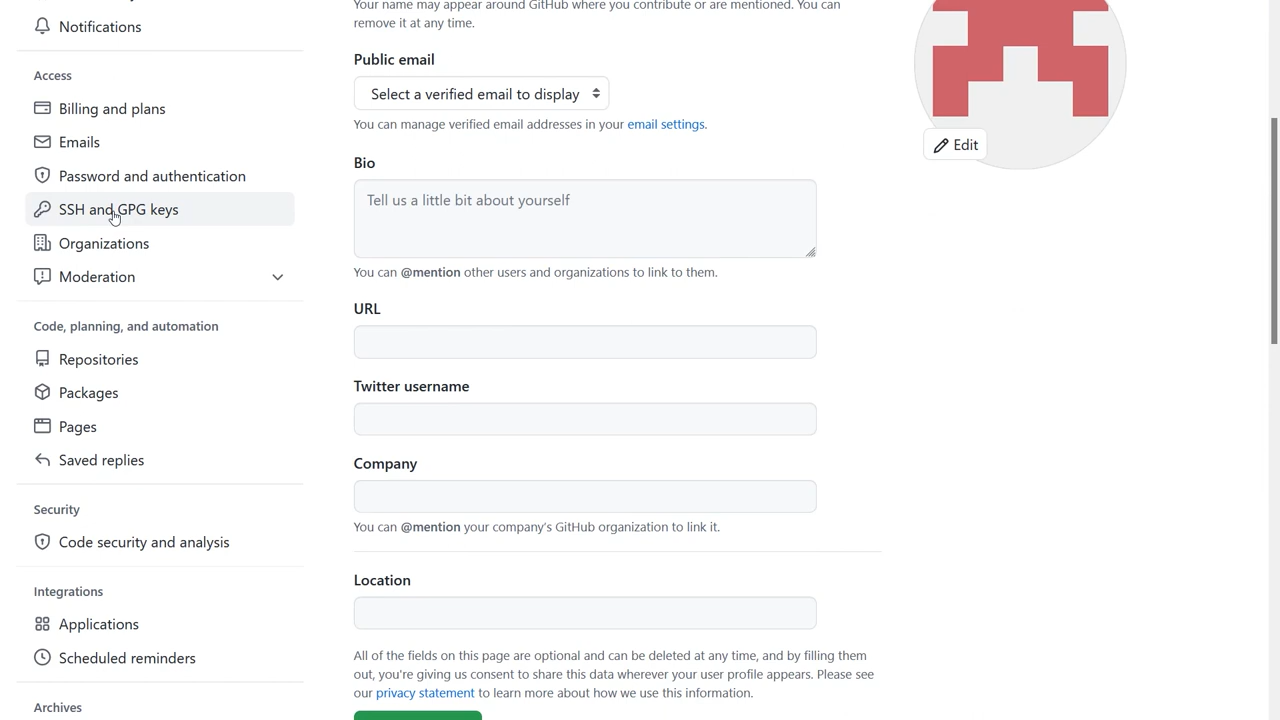 Your name may appear around GitHub where you contribute or are mentioned. You can
remove it at any time.
Notifications
Access
Billing and plans
Emails
Password and authentication
SSH and GPG keys
Organizations
Moderation
Code, planning, and automation
Repositories
Packages
Pages
Saved replies
Security
Code security and analysis
Integrations
Applications
Scheduled reminders
Archives
Public email
Select a verified email to display
You can manage verified email addresses in your email settings.
Bio
Tell us a little bit about yourself
You can @mention other users and organizations to link to them.
URL
Twitter username
Company
You can @mention your company's GitHub organization to link it.
Location
All of the fields on this page are optional and can be deleted at any time, and by filling them
out, you're giving us consent to share this data wherever your user profile appears. Please see
our privacy statement to learn more about how we use this information.
Edit